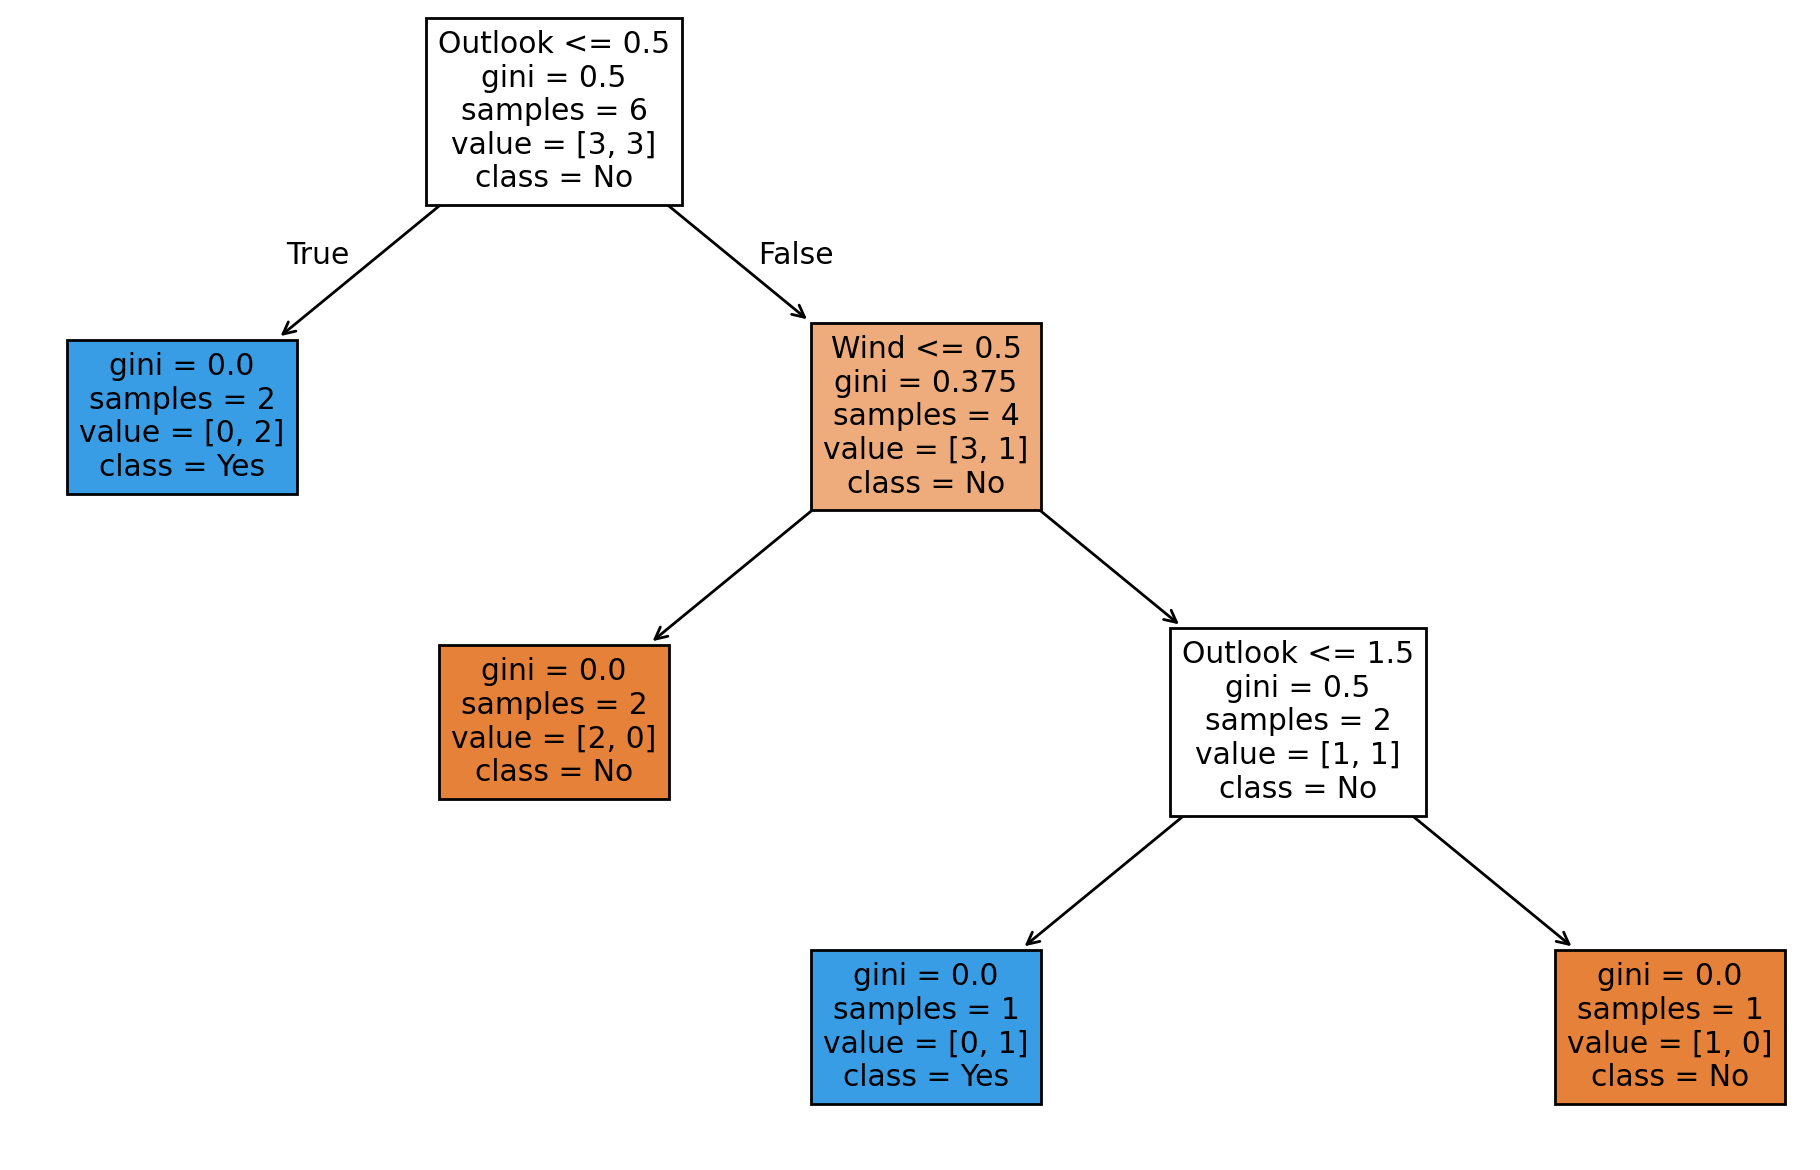 Outlook <= 0.5
gini = 0.5
samples = 6
value = [3, 3]
class = No
True
False
gini = 0.0
samples = 2
value = [0, 2]
class = Yes
Wind <= 0.5
gini = 0.375
samples = 4
value = [3, 1]
class = No
gini = 0.0
samples = 2
value = [2, 0]
class = No
Outlook <= 1.5
gini = 0.5
samples = 2
value = [1, 1]
class = No
gini = 0.0
samples = 1
value = [0, 1]
class = Yes
gini = 0.0
samples = 1
value = [1, 0]
class = No